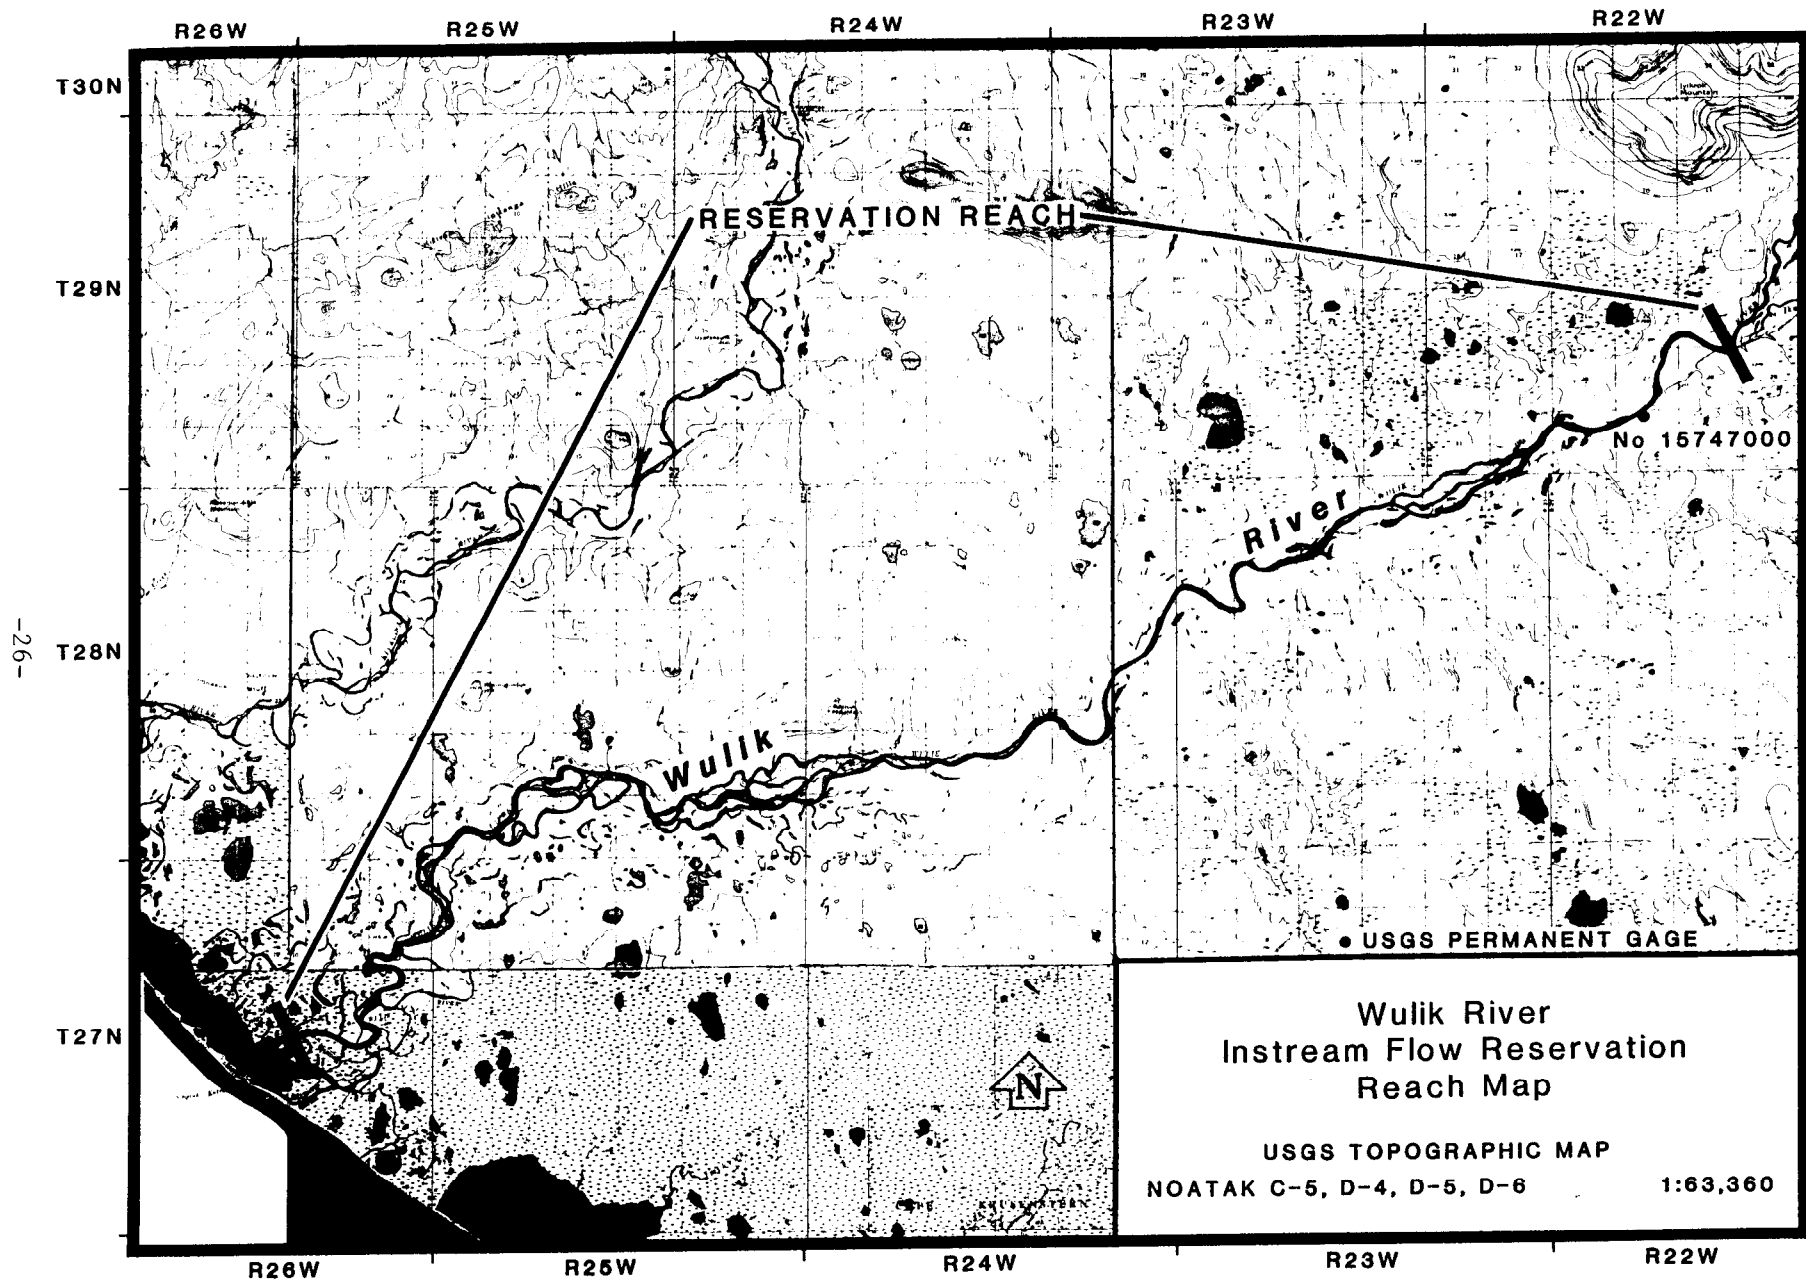 R26W R25W R24W R23W R22W
T30N
RESERVATION REACH
T29N
No 15747000
River
T28N
-26-
Wulik
USGS PERMANENT GAGE
T27N
N
Wulik River
Instream Flow Reservation
Reach Map
USGS TOPOGRAPHIC MAP
NOATAK C-5, D-4, D-5, D-6 1:63,360
R26W R25W R24W R23W R22W